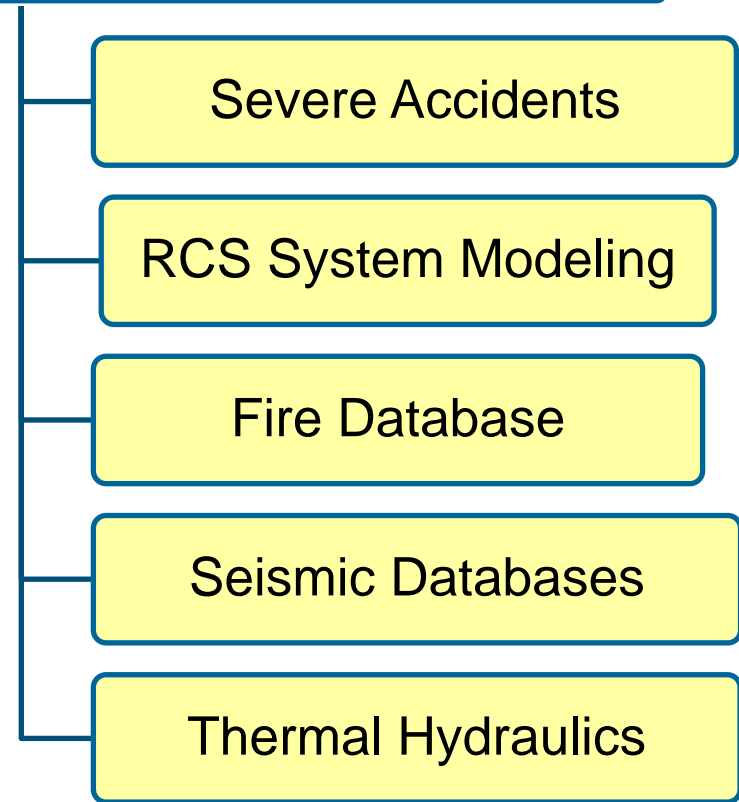 Severe Accidents
RCS System Modeling
Fire Database
Seismic Databases
Thermal Hydraulics